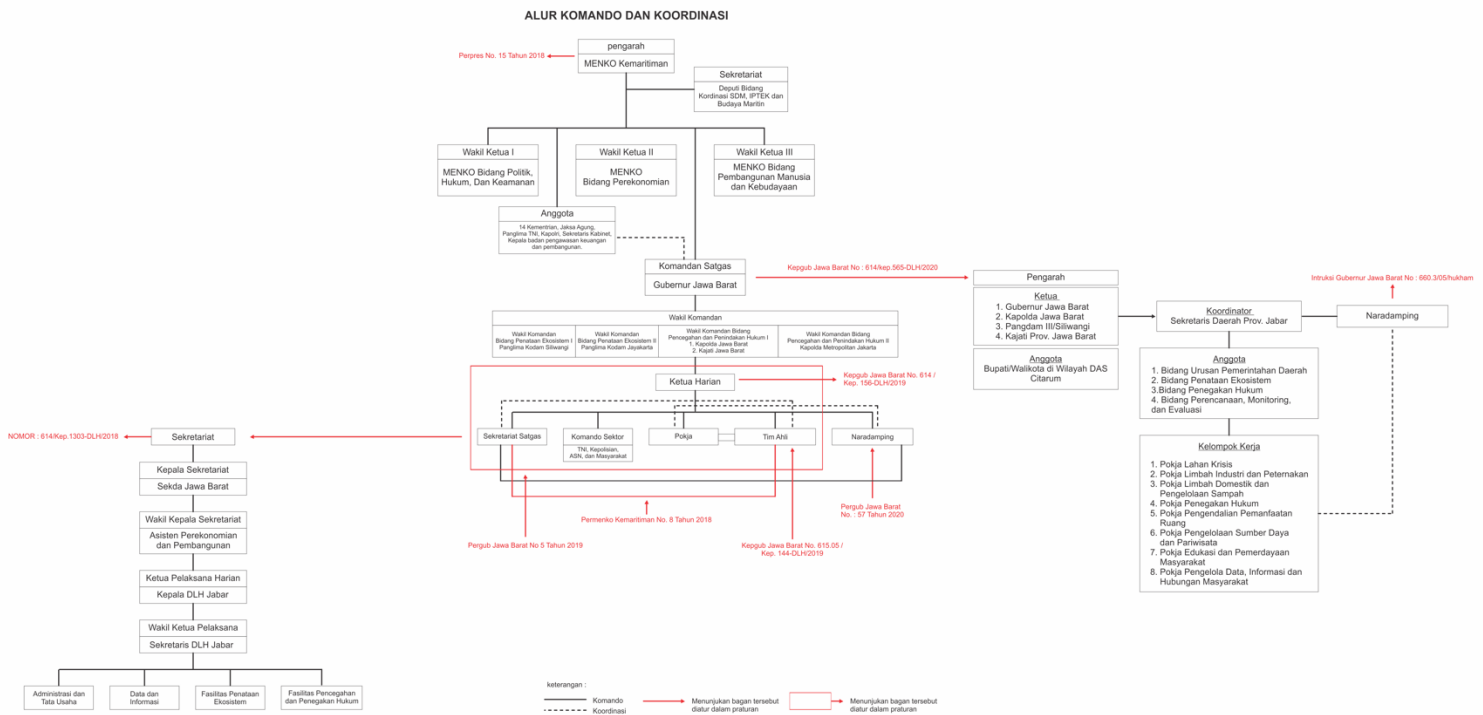 ALUR KOMANDO DAN KOORDINASI
pengarah
MENKO Kemaritiman
Perpres No. 15 Tahun 2018
Sekretariat
Deputi Bidang
Kordinasi SDM, IPTEK dan
Budaya Maritin
Wakil Ketua I
MENKO Bidang Politik,
Hukum, Dan Keamanan
Wakil Ketua II
MENKO
Bidang Perekonomian
Wakil Ketua III
MENKO Bidang
Pembangunan Manusia
dan Kebudayaan
Anggota
14 Kementrian, Jaksa Agung,
Panglima TNI, Kapolri, Sekretaris Kabinet,
Kepala badan pengawasan keuangan
dan pembangunan.
Komandan Satgas
Gubernur Jawa Barat
Kepgub Jawa Barat No : 614/kep.565-DLH/2020
Wakil Komandan
Wakil Komandan
Bidang Penataan Ekosistem I
Panglima Kodam Siliwangi
Wakil Komandan
Bidang Penataan Ekosistem II
Panglima Kodam Jayakarta
Wakil Komandan Bidang
Pencegahan dan Penindakan Hukum I
1. Kapolda Jawa Barat
2. Kajati Jawa Barat
Wakil Komandan Bidang
Pencegahan dan Penindakan Hukum II
Kapolda Metropolitan Jakarta
Ketua Harian
Kepgub Jawa Barat No. 614 /
Kep. 156-DLH/2019
Sekretariat Satgas
Komando Sektor
TNI, Kepolisian,
ASN, dan Masyarakat
Pokja
Tim Ahli
Naradamping
Pergub Jawa Barat
No. : 57 Tahun 2020
Permenko Kemaritiman No. 8 Tahun 2018
Pergub Jawa Barat No 5 Tahun 2019
Kepgub Jawa Barat No. 615.05 /
Kep. 144-DLH/2019
Pengarah
Ketua
1. Gubernur Jawa Barat
2. Kapolda Jawa Barat
3. Pangdam III/Siliwangi
4. Kajati Prov. Jawa Barat
Anggota
Bupati/Walikota di Wilayah DAS
Citarum
Koordinator
Sekretaris Daerah Prov. Jabar
Intruksi Gubernur Jawa Barat No : 660.3/05/hukham
Naradamping
Anggota
1. Bidang Urusan Pemerintahan Daerah
2. Bidang Penataan Ekosistem
3.Bidang Penegakan Hukum
4. Bidang Perencanaan, Monitoring,
dan Evaluasi
Kelompok Kerja
1. Pokja Lahan Krisis
2. Pokja Limbah Industri dan Peternakan
3. Pokja Limbah Domestik dan
Pengelolaan Sampah
4. Pokja Penegakan Hukum
5. Pokja Pengendalian Pemanfaatan
Ruang
6. Pokja Pengelolaan Sumber Daya
dan Pariwisata
7. Pokja Edukasi dan Pemerdayaan
Masyarakat
8. Pokja Pengelola Data, Informasi dan
Hubungan Masyarakat
NOMOR : 614/Kep.1303-DLH/2018
Sekretariat
Kepala Sekretariat
Sekda Jawa Barat
Wakil Kepala Sekretariat
Asisten Perekonomian
dan Pembangunan
Ketua Pelaksana Harian
Kepala DLH Jabar
Wakil Ketua Pelaksana
Sekretaris DLH Jabar
Administrasi dan
Tata Usaha
Data dan
Informasi
Fasilitas Penataan
Ekosistem
Fasilitas Pencegahan
dan Penegakan Hukum
keterangan :
Komando
Koordinasi
Menunjukan bagan tersebut
diatur dalam praturan
Menunjukan bagan tersebut
diatur dalam praturan